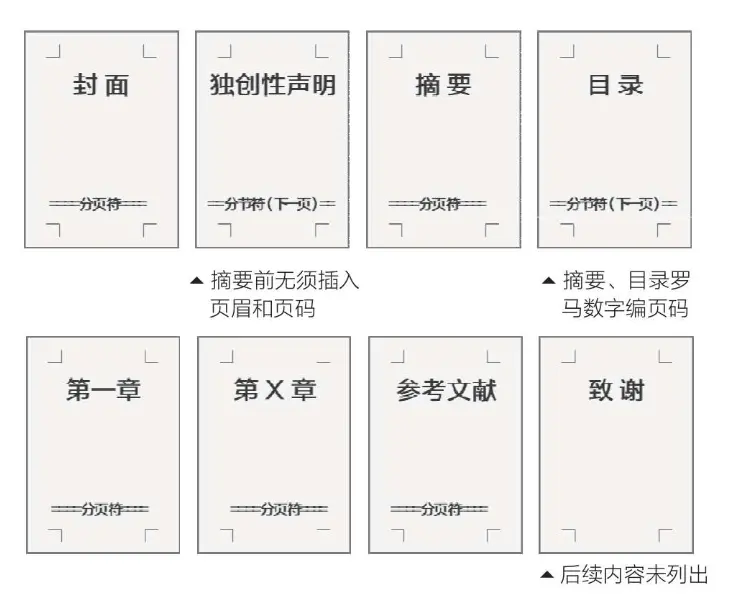 封面
独创性声明
摘要
目录
分页符
分节符(下一页)
分页符
分节符(下一页)
▲ 摘要前无须插入
页眉和页码
▲ 摘要、目录罗
马数字编页码
第一章
第 X 章
参考文献
致谢
分页符
分页符
分页符
▲ 后续内容未列出